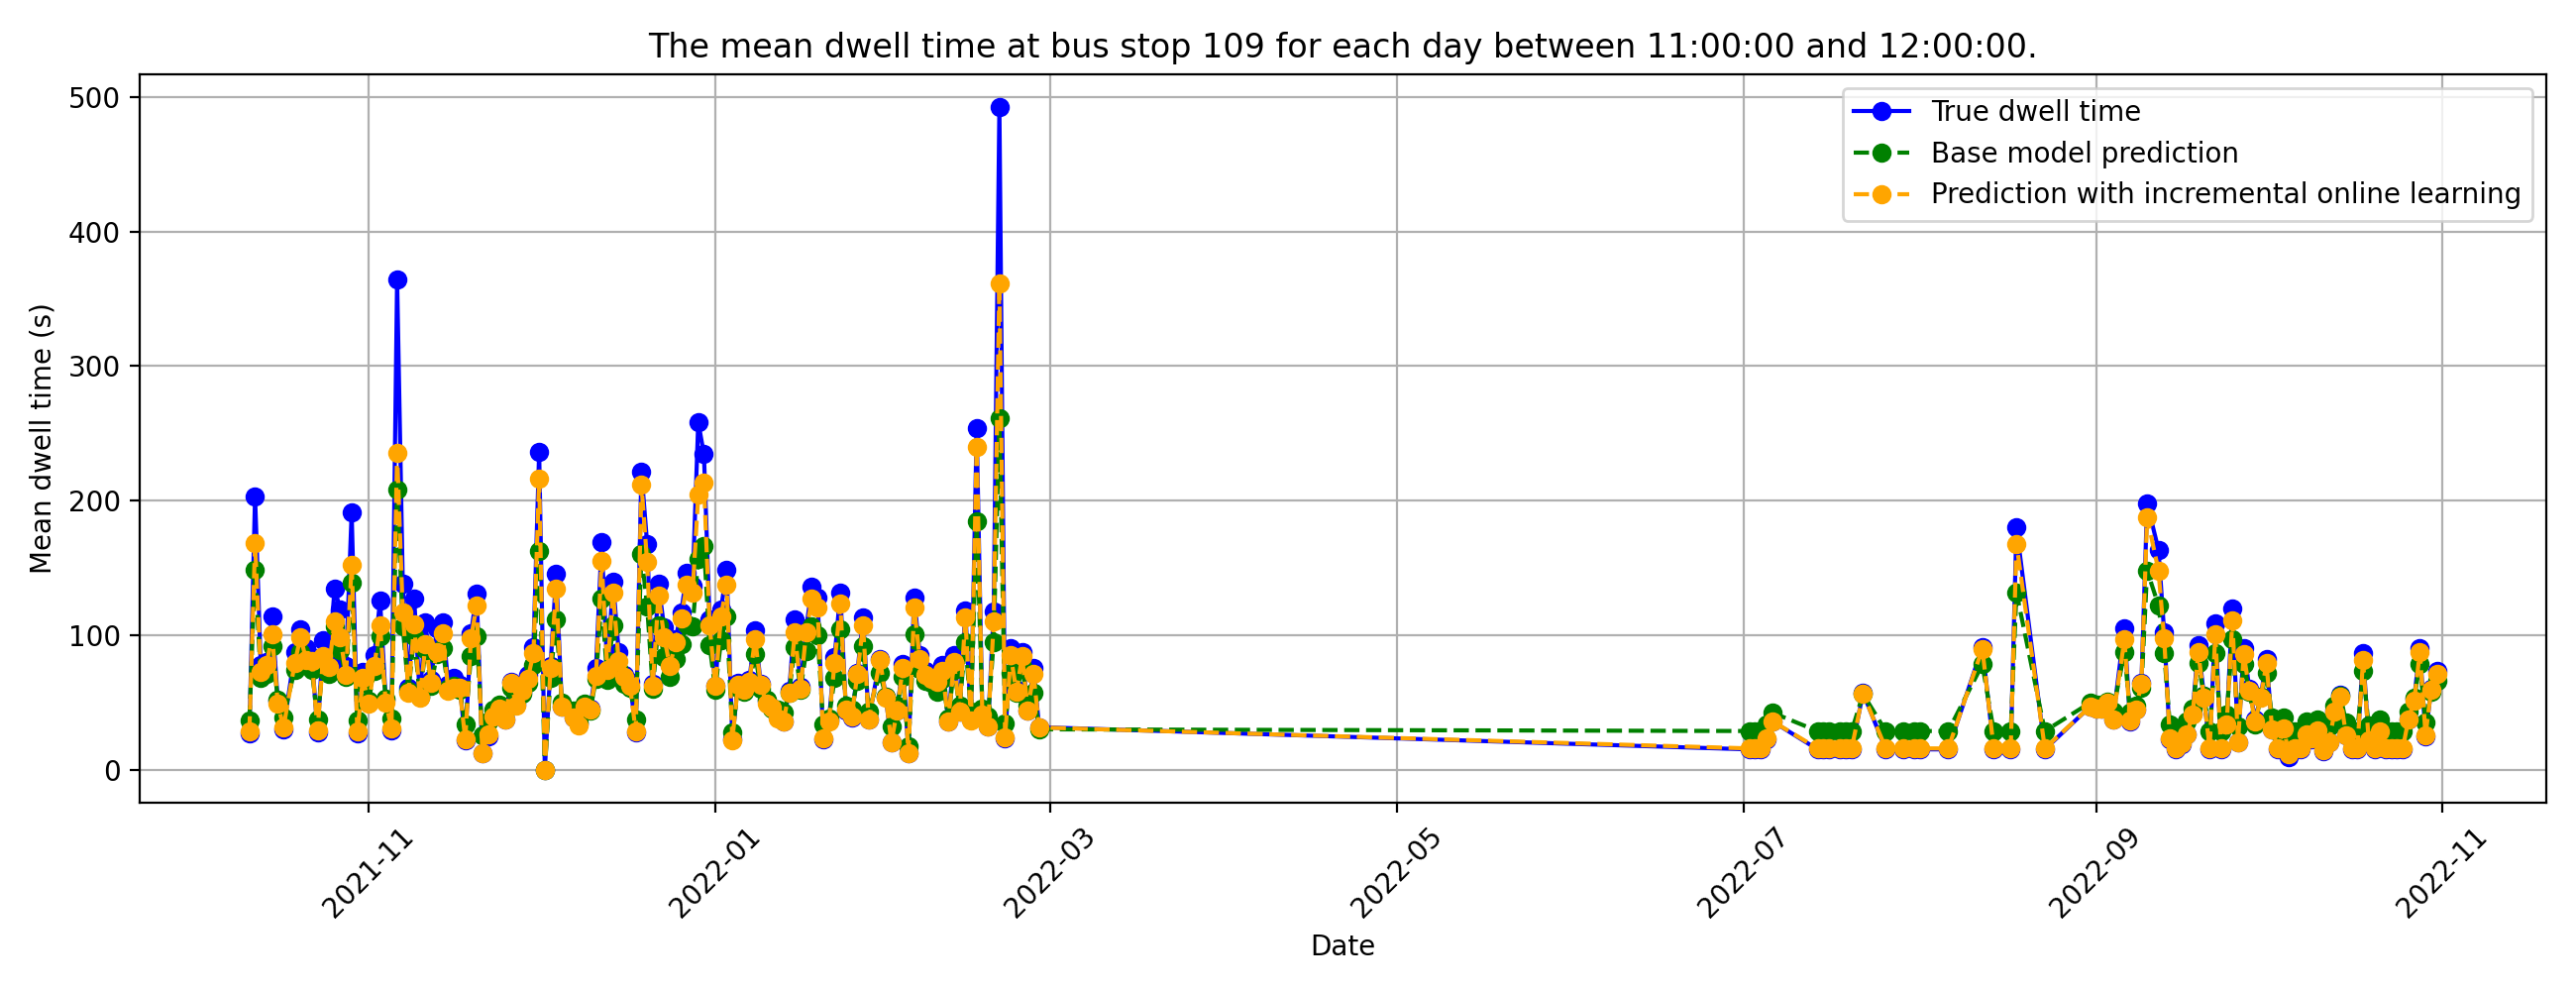 The mean dwell time at bus stop 109 for each day between 11:00:00 and 12:00:00.
True dwell time
Base model prediction
Prediction with incremental online learning
Mean dwell time (s)
500
400
300
200
100
0
2021-11
2022-01
2022-03
2022-05
2022-07
2022-09
2022-11
Date